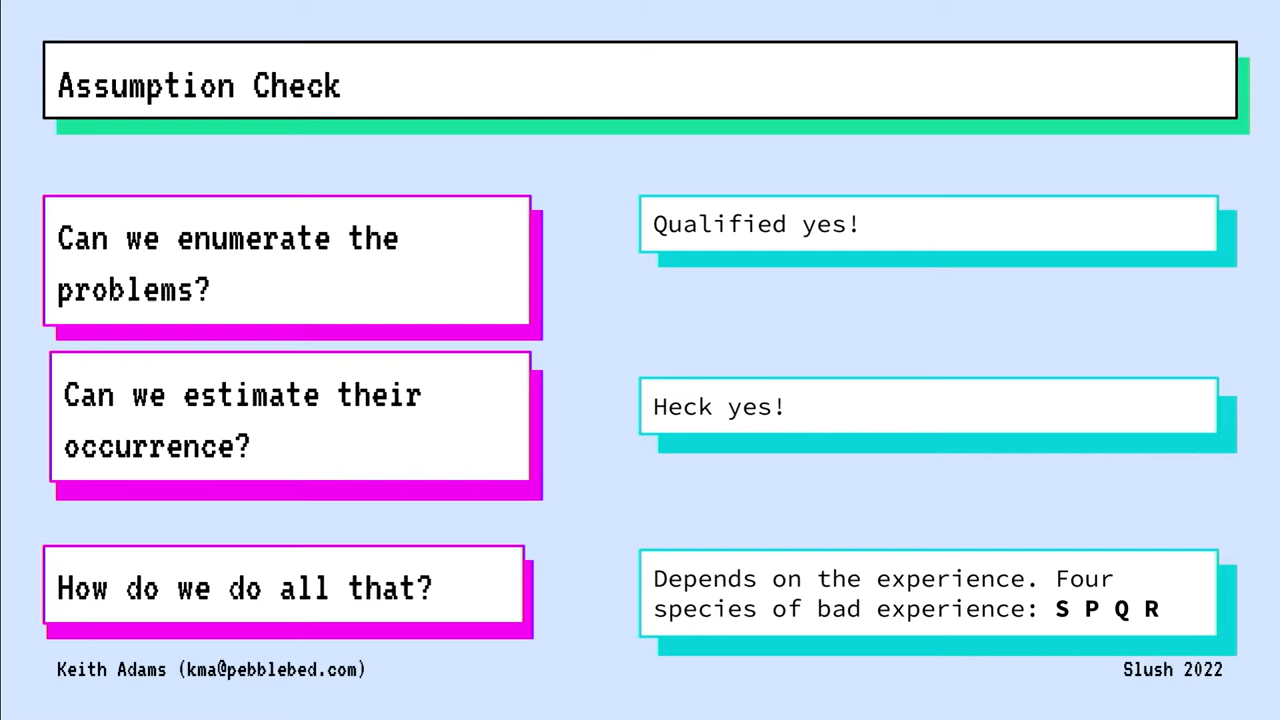 Assumption Check
Can we enumerate the
problems?
Qualified yes!
Can we estimate their
occurrence?
Heck yes!
How do we do all that?
Depends on the experience. Four
species of bad experience: S P Q R
Keith Adams (kma@pebblebed.com)
Slush 2022